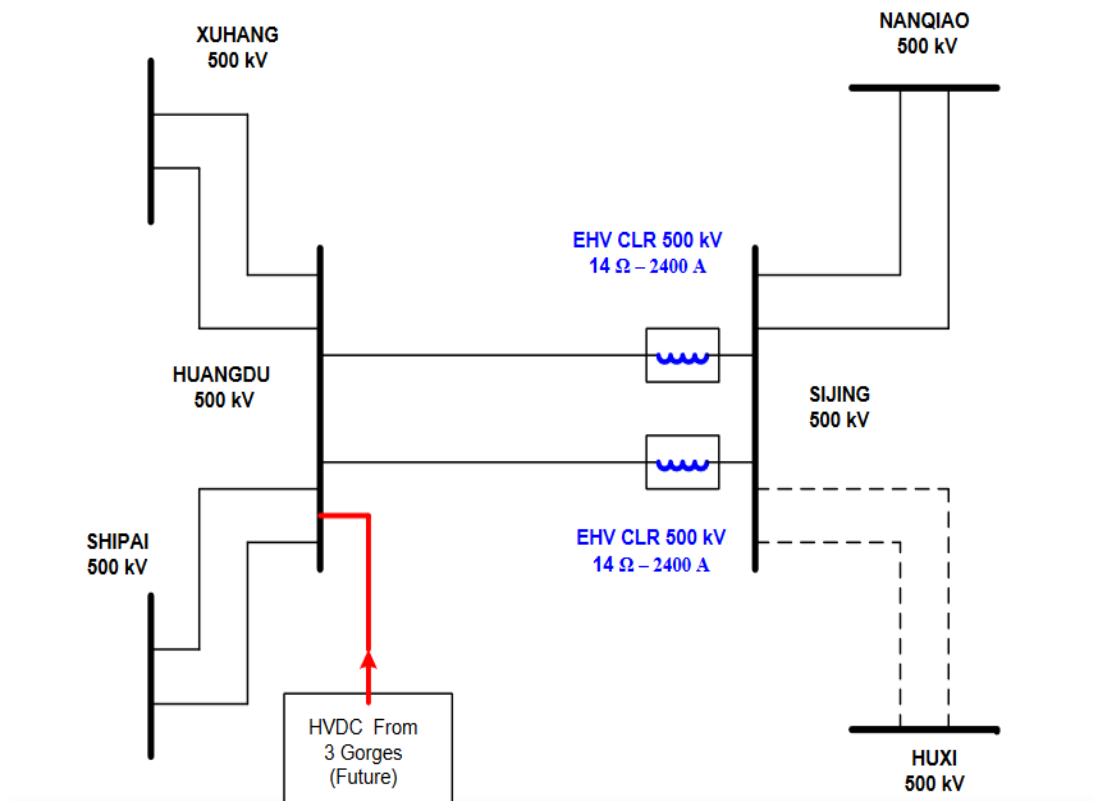 XUHANG
500 kV
NANQIAO
500 kV
EHV CLR 500 kV
14 Ω – 2400 A
HUANGDU
500 kV
SIJING
500 kV
SHIPAI
500 kV
EHV CLR 500 kV
14 Ω – 2400 A
HVDC From
3 Gorges
(Future)
HUXI
500 kV